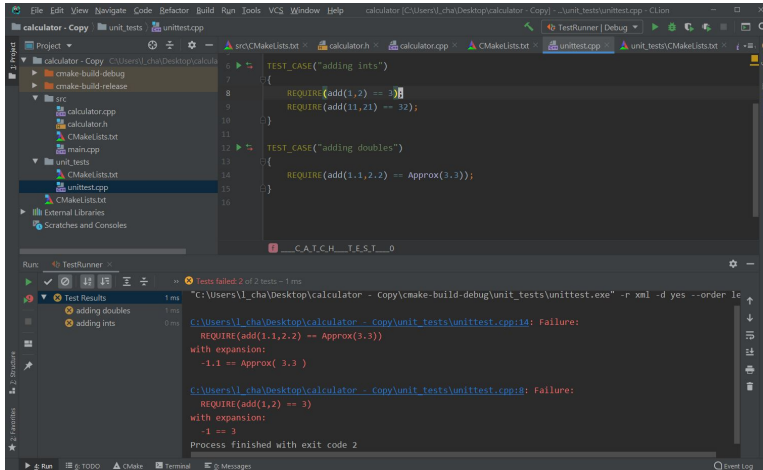 File Edit View Navigate Code Refactor Build Run Tools VCS Window Help calculator [C:\Users\l_cha\Desktop\calculator - Copy] - ...\unit_tests\unittest.cpp - CLion
calculator - Copy unit_tests unittest.cpp TestRunner | Debug
Project src\CMakeLists.txt calculator.h calculator.cpp CMakeLists.txt unittest.cpp unit_tests\CMakeLists.txt
calculator - Copy C:\Users\l_cha\Desktop\calcula
cmake-build-debug
cmake-build-release
src
calculator.cpp
calculator.h
CMakeLists.txt
main.cpp
unit_tests
CMakeLists.txt
unittest.cpp
CMakeLists.txt
External Libraries
Scratches and Consoles
6 TEST_CASE("adding ints")
7 {
8 REQUIRE(add(1,2) == 3);
9 REQUIRE(add(11,21) == 32);
10 }
11
12 TEST_CASE("adding doubles")
13 {
14 REQUIRE(add(1.1,2.2) == Approx(3.3));
15 }
16
f ___C_A_T_C_H___T_E_S_T___0
1: Project
Run: TestRunner
Tests failed: 2 of 2 tests – 1 ms
Test Results 1 ms
adding doubles 1 ms
adding ints 0 ms
"C:\Users\l_cha\Desktop\calculator - Copy\cmake-build-debug\unit_tests\unittest.exe" -r xml -d yes --order le
C:\Users\l_cha\Desktop\calculator - Copy\unit_tests\unittest.cpp:14: Failure:
REQUIRE(add(1.1,2.2) == Approx(3.3))
with expansion:
-1.1 == Approx( 3.3 )
C:\Users\l_cha\Desktop\calculator - Copy\unit_tests\unittest.cpp:8: Failure:
REQUIRE(add(1,2) == 3)
with expansion:
-1 == 3
Process finished with exit code 2
2: Structure
2: Favorites
4: Run 6: TODO CMake Terminal 0: Messages Event Log